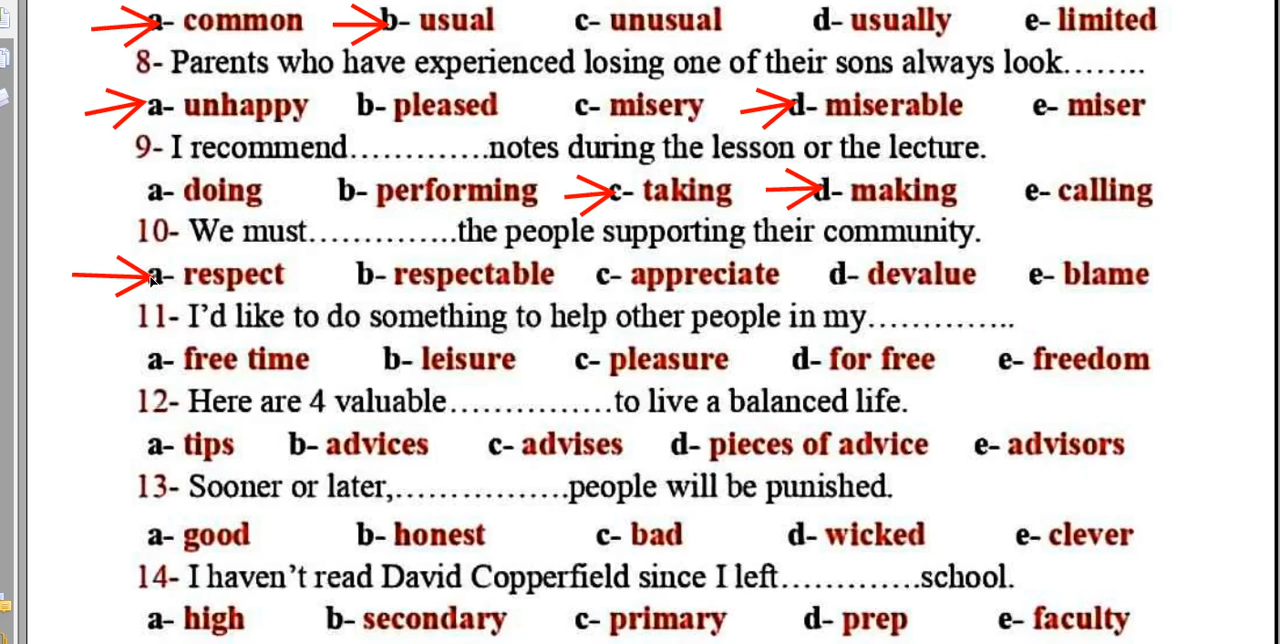 a- common b- usual c- unusual d- usually e- limited
8- Parents who have experienced losing one of their sons always look........
a- unhappy b- pleased c- misery d- miserable e- miser
9- I recommend.............notes during the lesson or the lecture.
a- doing b- performing c- taking d- making e- calling
10- We must..............the people supporting their community.
a- respect b- respectable c- appreciate d- devalue e- blame
11- I’d like to do something to help other people in my..............
a- free time b- leisure c- pleasure d- for free e- freedom
12- Here are 4 valuable...............to live a balanced life.
a- tips b- advices c- advises d- pieces of advice e- advisors
13- Sooner or later,................people will be punished.
a- good b- honest c- bad d- wicked e- clever
14- I haven’t read David Copperfield since I left.............school.
a- high b- secondary c- primary d- prep e- faculty